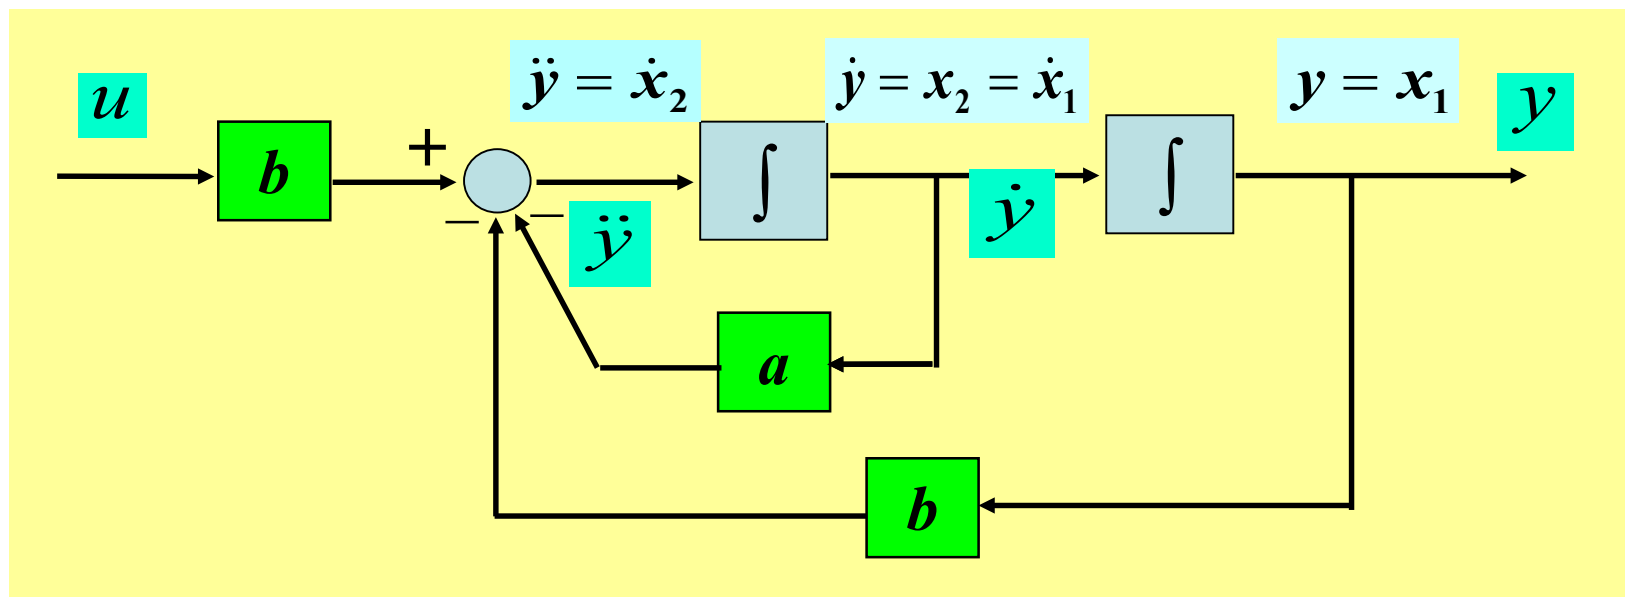 u
ÿ = ẋ₂
ẏ = x₂ = ẋ₁
y = x₁
y
b
+
∫
∫
−
−
ÿ
ẏ
a
b